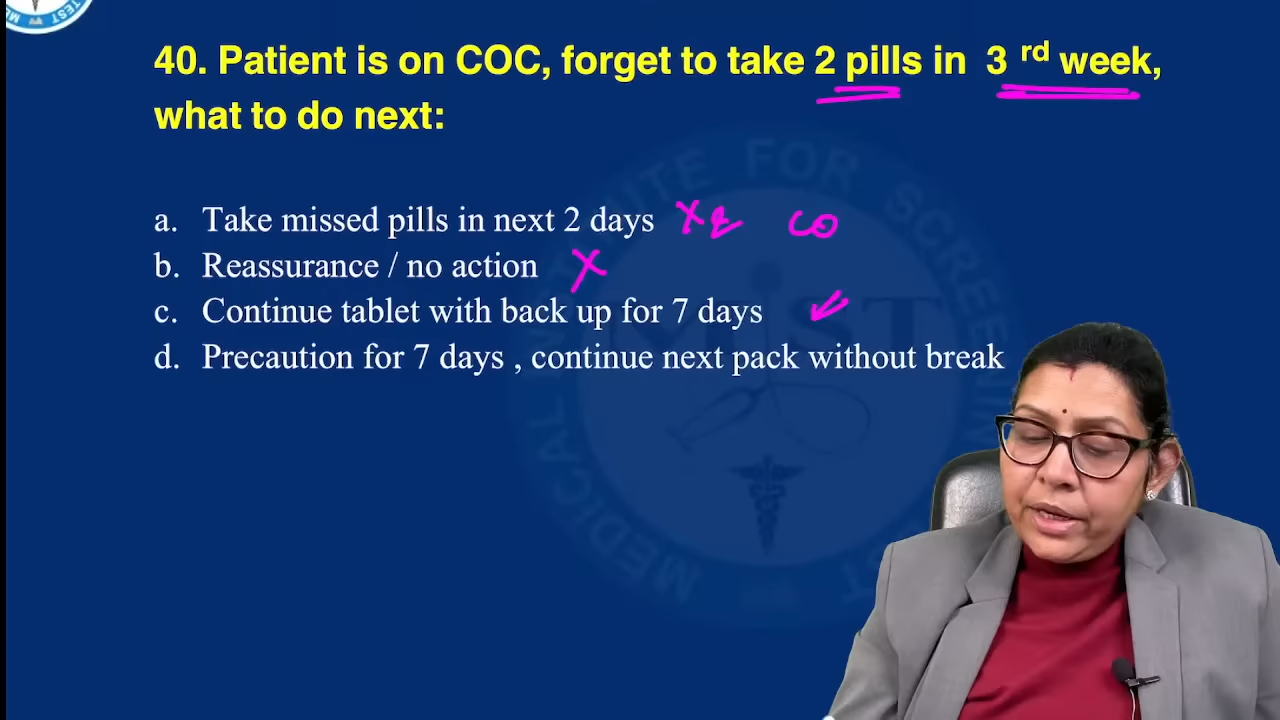 TEST
ME
40. Patient is on COC, forget to take 2 pills in 3 rd week,
what to do next:
a. Take missed pills in next 2 days
b. Reassurance / no action
c. Continue tablet with back up for 7 days
d. Precaution for 7 days , continue next pack without break